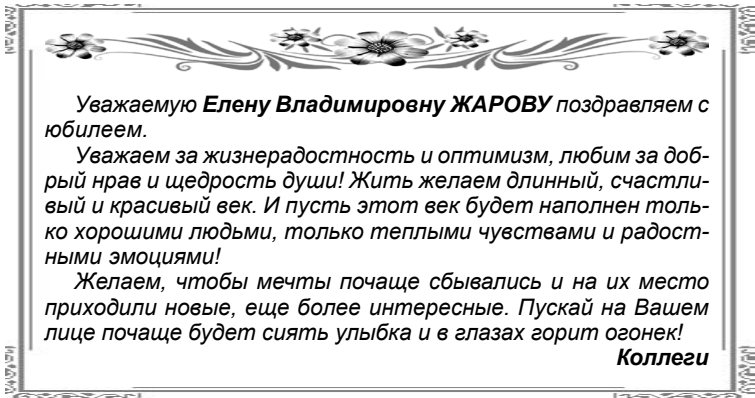 Уважаемую Елену Владимировну ЖАРОВУ поздравляем с
юбилеем.
Уважаем за жизнерадостность и оптимизм, любим за доб-
рый нрав и щедрость души! Жить желаем длинный, счастли-
вый и красивый век. И пусть этот век будет наполнен толь-
ко хорошими людьми, только теплыми чувствами и радост-
ными эмоциями!
Желаем, чтобы мечты почаще сбывались и на их место
приходили новые, еще более интересные. Пускай на Вашем
лице почаще будет сиять улыбка и в глазах горит огонек!
Коллеги